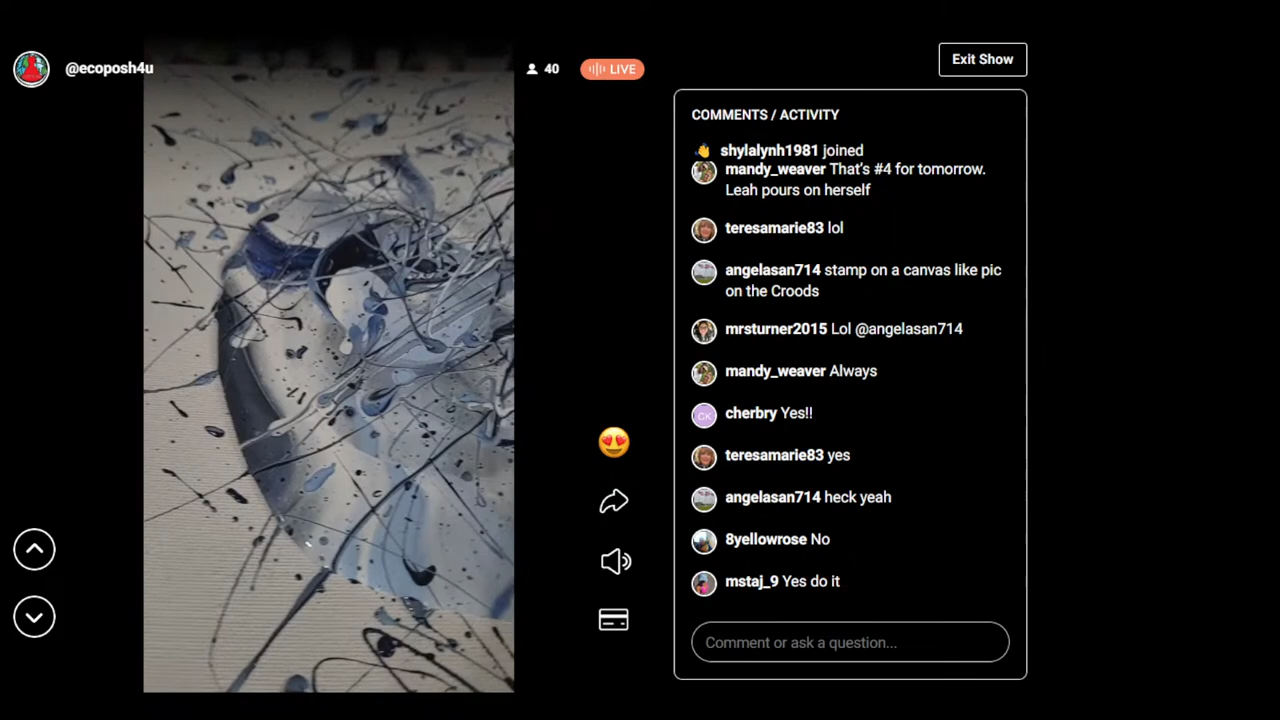 @ecoposh4u
40
LIVE
Exit Show
COMMENTS / ACTIVITY
shylalynh1981 joined
mandy_weaver That's #4 for tomorrow.
Leah pours on herself
teresamarie83 lol
angelasan714 stamp on a canvas like pic
on the Croods
mrsturner2015 Lol @angelasan714
mandy_weaver Always
CK
cherbry Yes!!
teresamarie83 yes
angelasan714 heck yeah
8yellowrose No
mstaj_9 Yes do it
Comment or ask a question...